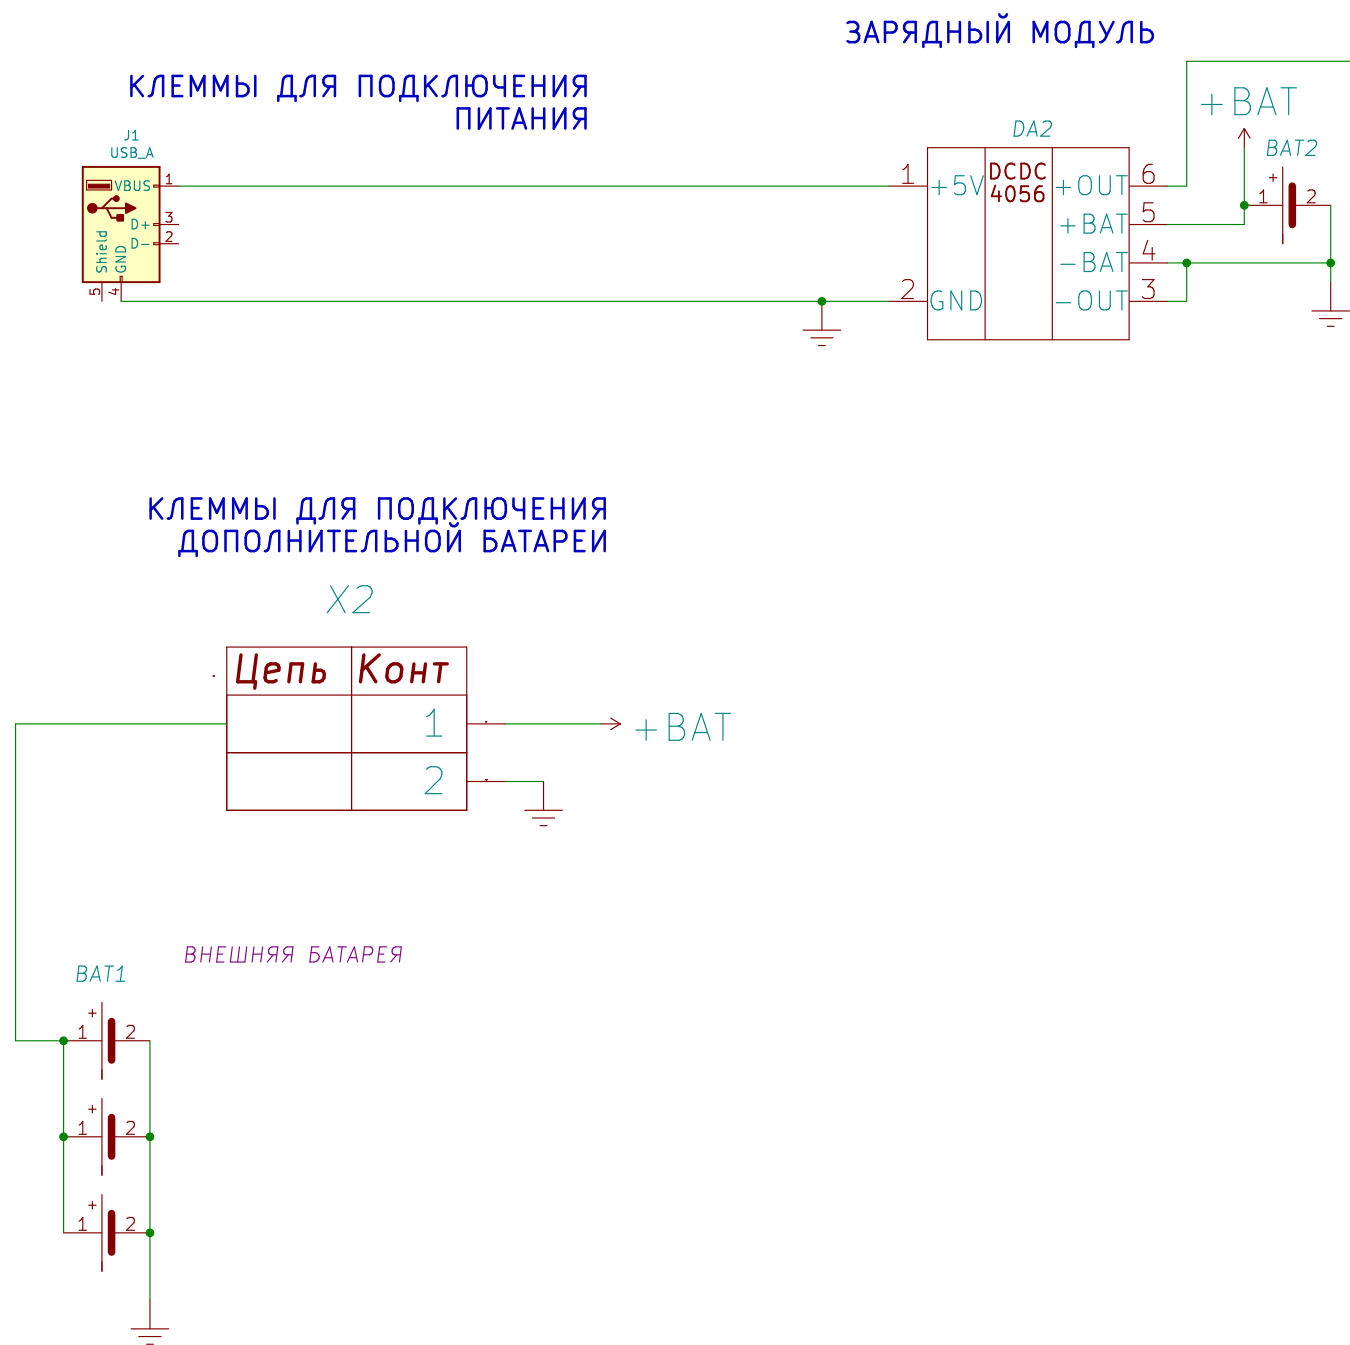 ЗАРЯДНЫЙ МОДУЛЬ
КЛЕММЫ ДЛЯ ПОДКЛЮЧЕНИЯ
ПИТАНИЯ
J1
USB_A
VBUS 1
D+ 3
D- 2
Shield
GND
5
4
DA2
DCDC
4056
1 +5V
2 GND
+OUT 6
+BAT 5
-BAT 4
-OUT 3
+BAT
BAT2
+
1 2
КЛЕММЫ ДЛЯ ПОДКЛЮЧЕНИЯ
ДОПОЛНИТЕЛЬНОЙ БАТАРЕИ
X2
Цепь Конт
1
+BAT
2
ВНЕШНЯЯ БАТАРЕЯ
BAT1
+
1 2
+
1 2
+
1 2